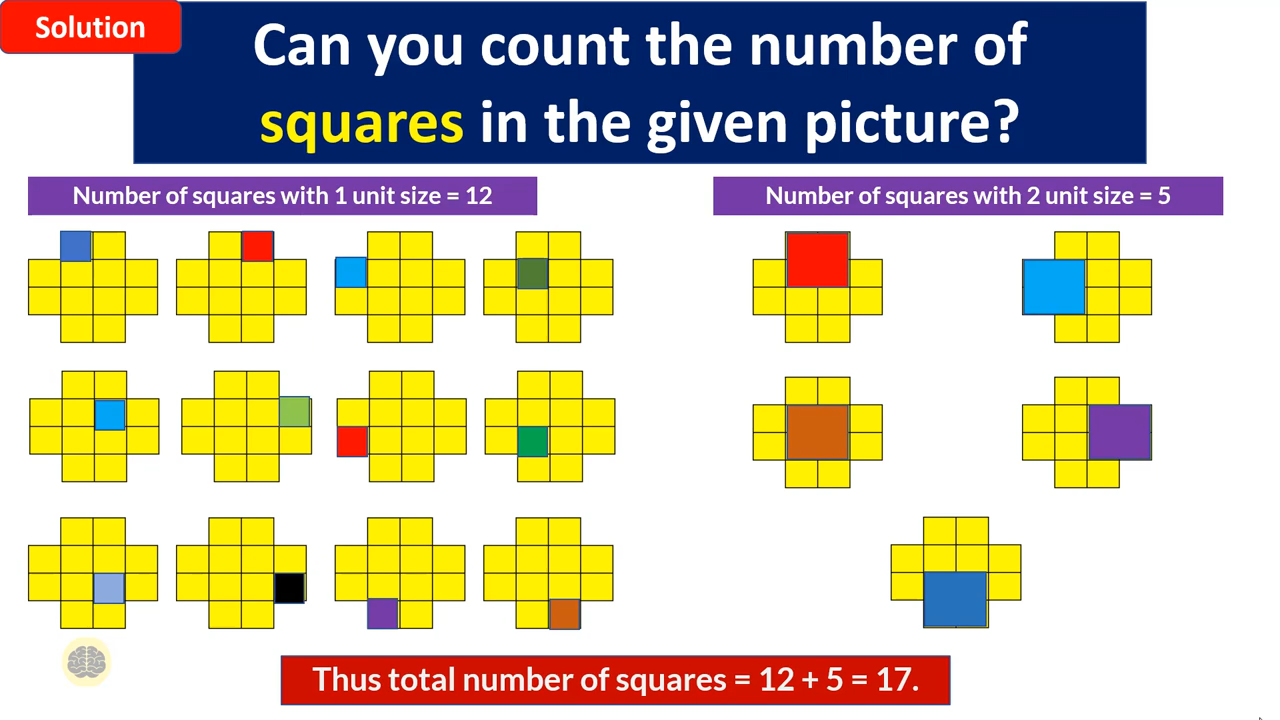 Solution
Can you count the number of
squares in the given picture?
Number of squares with 1 unit size = 12
Number of squares with 2 unit size = 5
Thus total number of squares = 12 + 5 = 17.